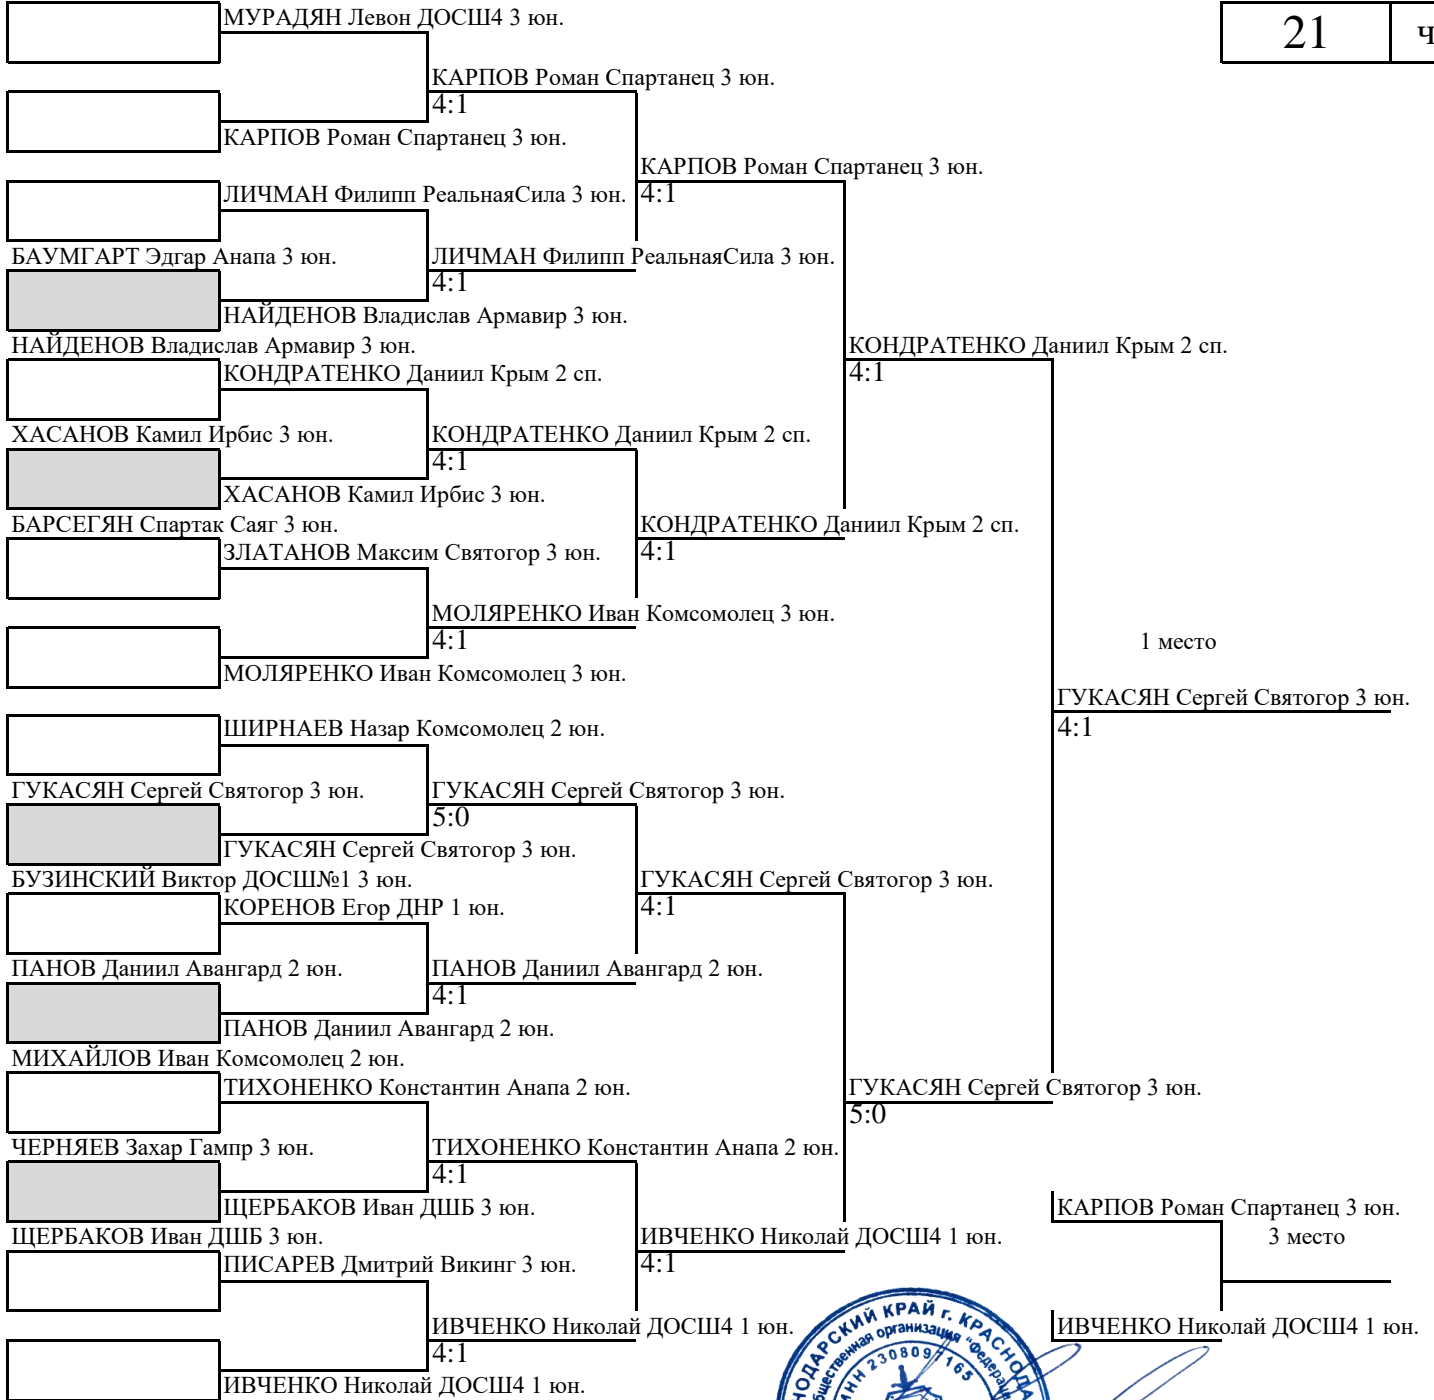 МУРАДЯН Левон ДОСШ4 3 юн.
21
КАРПОВ Роман Спартанец 3 юн.
4:1
КАРПОВ Роман Спартанец 3 юн.
КАРПОВ Роман Спартанец 3 юн.
ЛИЧМАН Филипп РеальнаяСила 3 юн.
4:1
БАУМГАРТ Эдгар Анапа 3 юн.
ЛИЧМАН Филипп РеальнаяСила 3 юн.
4:1
НАЙДЕНОВ Владислав Армавир 3 юн.
НАЙДЕНОВ Владислав Армавир 3 юн.
КОНДРАТЕНКО Даниил Крым 2 сп.
КОНДРАТЕНКО Даниил Крым 2 сп.
4:1
ХАСАНОВ Камил Ирбис 3 юн.
КОНДРАТЕНКО Даниил Крым 2 сп.
4:1
ХАСАНОВ Камил Ирбис 3 юн.
БАРСЕГЯН Спартак Саяг 3 юн.
КОНДРАТЕНКО Даниил Крым 2 сп.
ЗЛАТАНОВ Максим Святогор 3 юн.
4:1
МОЛЯРЕНКО Иван Комсомолец 3 юн.
4:1
1 место
МОЛЯРЕНКО Иван Комсомолец 3 юн.
ГУКАСЯН Сергей Святогор 3 юн.
4:1
ШИРНАЕВ Назар Комсомолец 2 юн.
ГУКАСЯН Сергей Святогор 3 юн.
ГУКАСЯН Сергей Святогор 3 юн.
5:0
ГУКАСЯН Сергей Святогор 3 юн.
БУЗИНСКИЙ Виктор ДОСШ№1 3 юн.
ГУКАСЯН Сергей Святогор 3 юн.
КОРЕНОВ Егор ДНР 1 юн.
4:1
ПАНОВ Даниил Авангард 2 юн.
ПАНОВ Даниил Авангард 2 юн.
4:1
ПАНОВ Даниил Авангард 2 юн.
МИХАЙЛОВ Иван Комсомолец 2 юн.
ТИХОНЕНКО Константин Анапа 2 юн.
ГУКАСЯН Сергей Святогор 3 юн.
5:0
ЧЕРНЯЕВ Захар Гампр 3 юн.
ТИХОНЕНКО Константин Анапа 2 юн.
4:1
ЩЕРБАКОВ Иван ДШБ 3 юн.
КАРПОВ Роман Спартанец 3 юн.
ЩЕРБАКОВ Иван ДШБ 3 юн.
ИВЧЕНКО Николай ДОСШ4 1 юн.
3 место
ПИСАРЕВ Дмитрий Викинг 3 юн.
4:1
ИВЧЕНКО Николай ДОСШ4 1 юн.
4:1
ИВЧЕНКО Николай ДОСШ4 1 юн.
ИВЧЕНКО Николай ДОСШ4 1 юн.
КРАЙ г.
организация
ИНН 2308097165